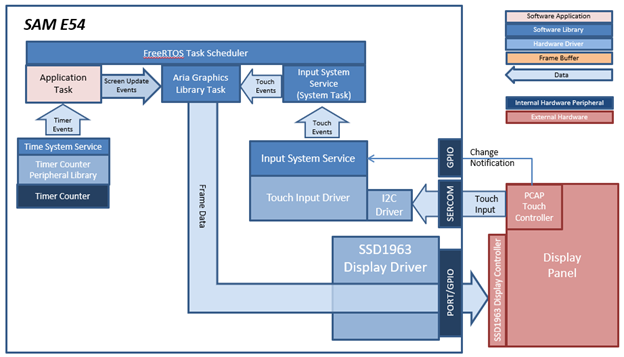 SAM E54
FreeRTOS Task Scheduler
Application
Task
Screen Update
Events
Aria Graphics
Library Task
Touch
Events
Input System
Service
(System Task)
Timer
Events
Touch
Events
Time System Service
Timer Counter
Peripheral Library
Timer Counter
Input System Service
Touch Input Driver
I2C
Driver
GPIO
SERCOM
Change
Notification
Touch
Input
PCAP
Touch
Controller
Frame Data
SSD1963
Display Driver
PORT/GPIO
SSD1963 Display Controller
Display
Panel
Software Application
Software Library
Hardware Driver
Frame Buffer
Data
Internal Hardware Peripheral
External Hardware